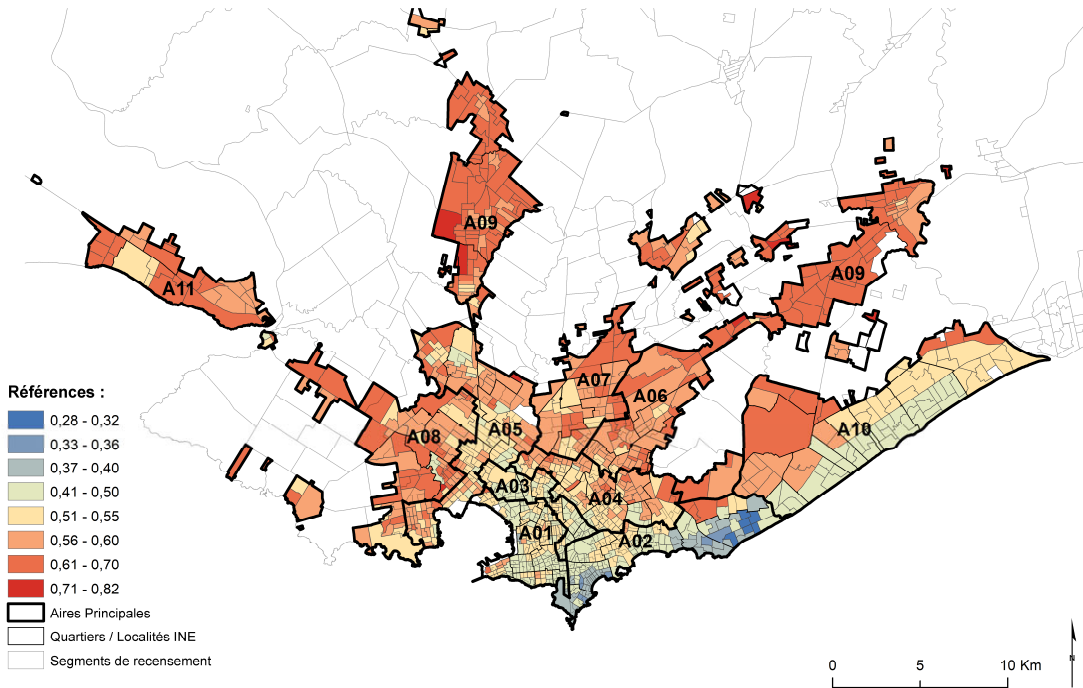 A09
A11
A09
A07
A06
A10
A08
A05
A03
A04
A01
A02
Références :
0,28 - 0,32
0,33 - 0,36
0,37 - 0,40
0,41 - 0,50
0,51 - 0,55
0,56 - 0,60
0,61 - 0,70
0,71 - 0,82
Aires Principales
Quartiers / Localités INE
Segments de recensement
N
0 5 10 Km